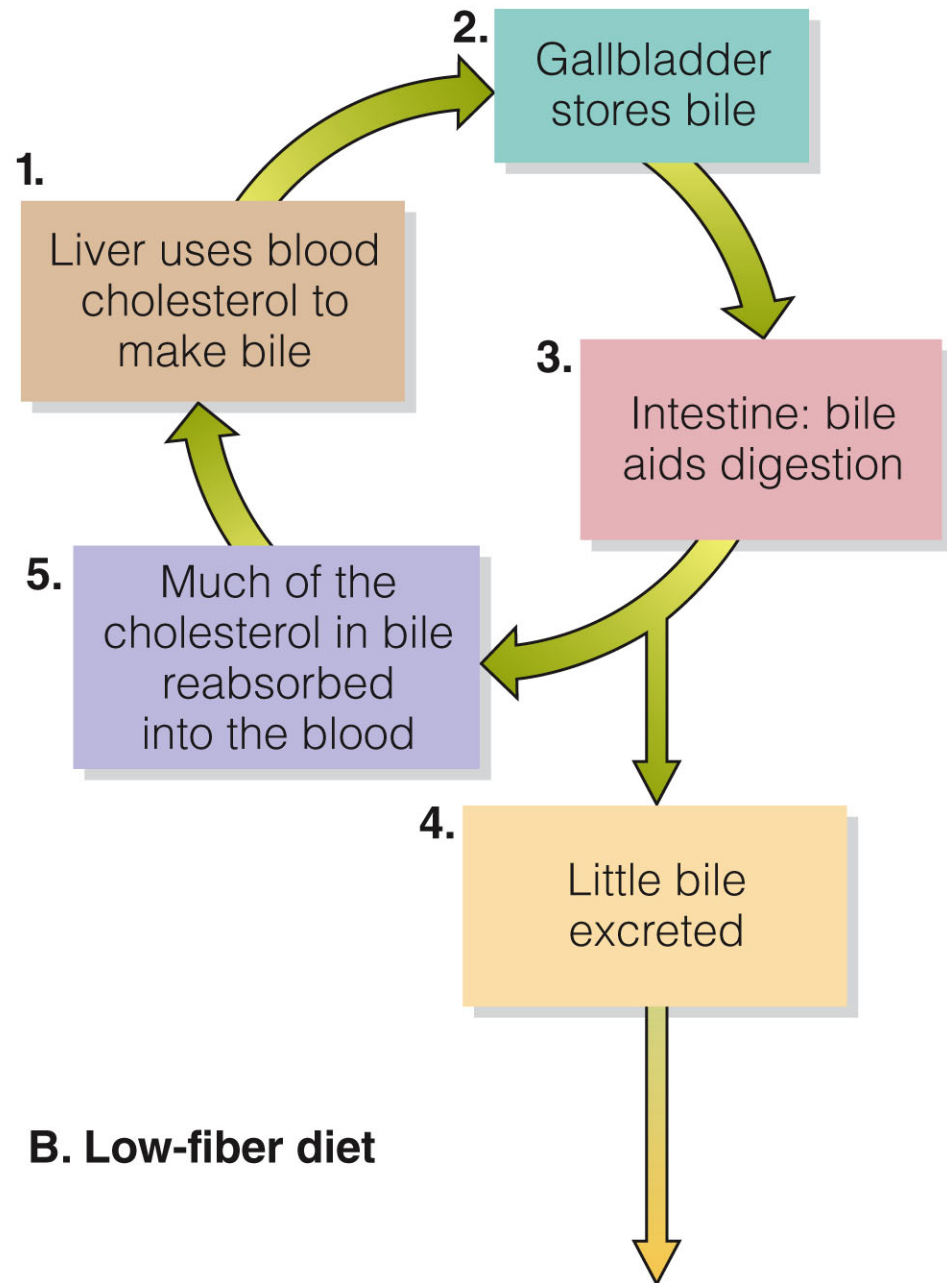 1.
Liver uses blood
cholesterol to
make bile
2.
Gallbladder
stores bile
3.
Intestine: bile
aids digestion
4.
Little bile
excreted
5.
Much of the
cholesterol in bile
reabsorbed
into the blood
B. Low-fiber diet